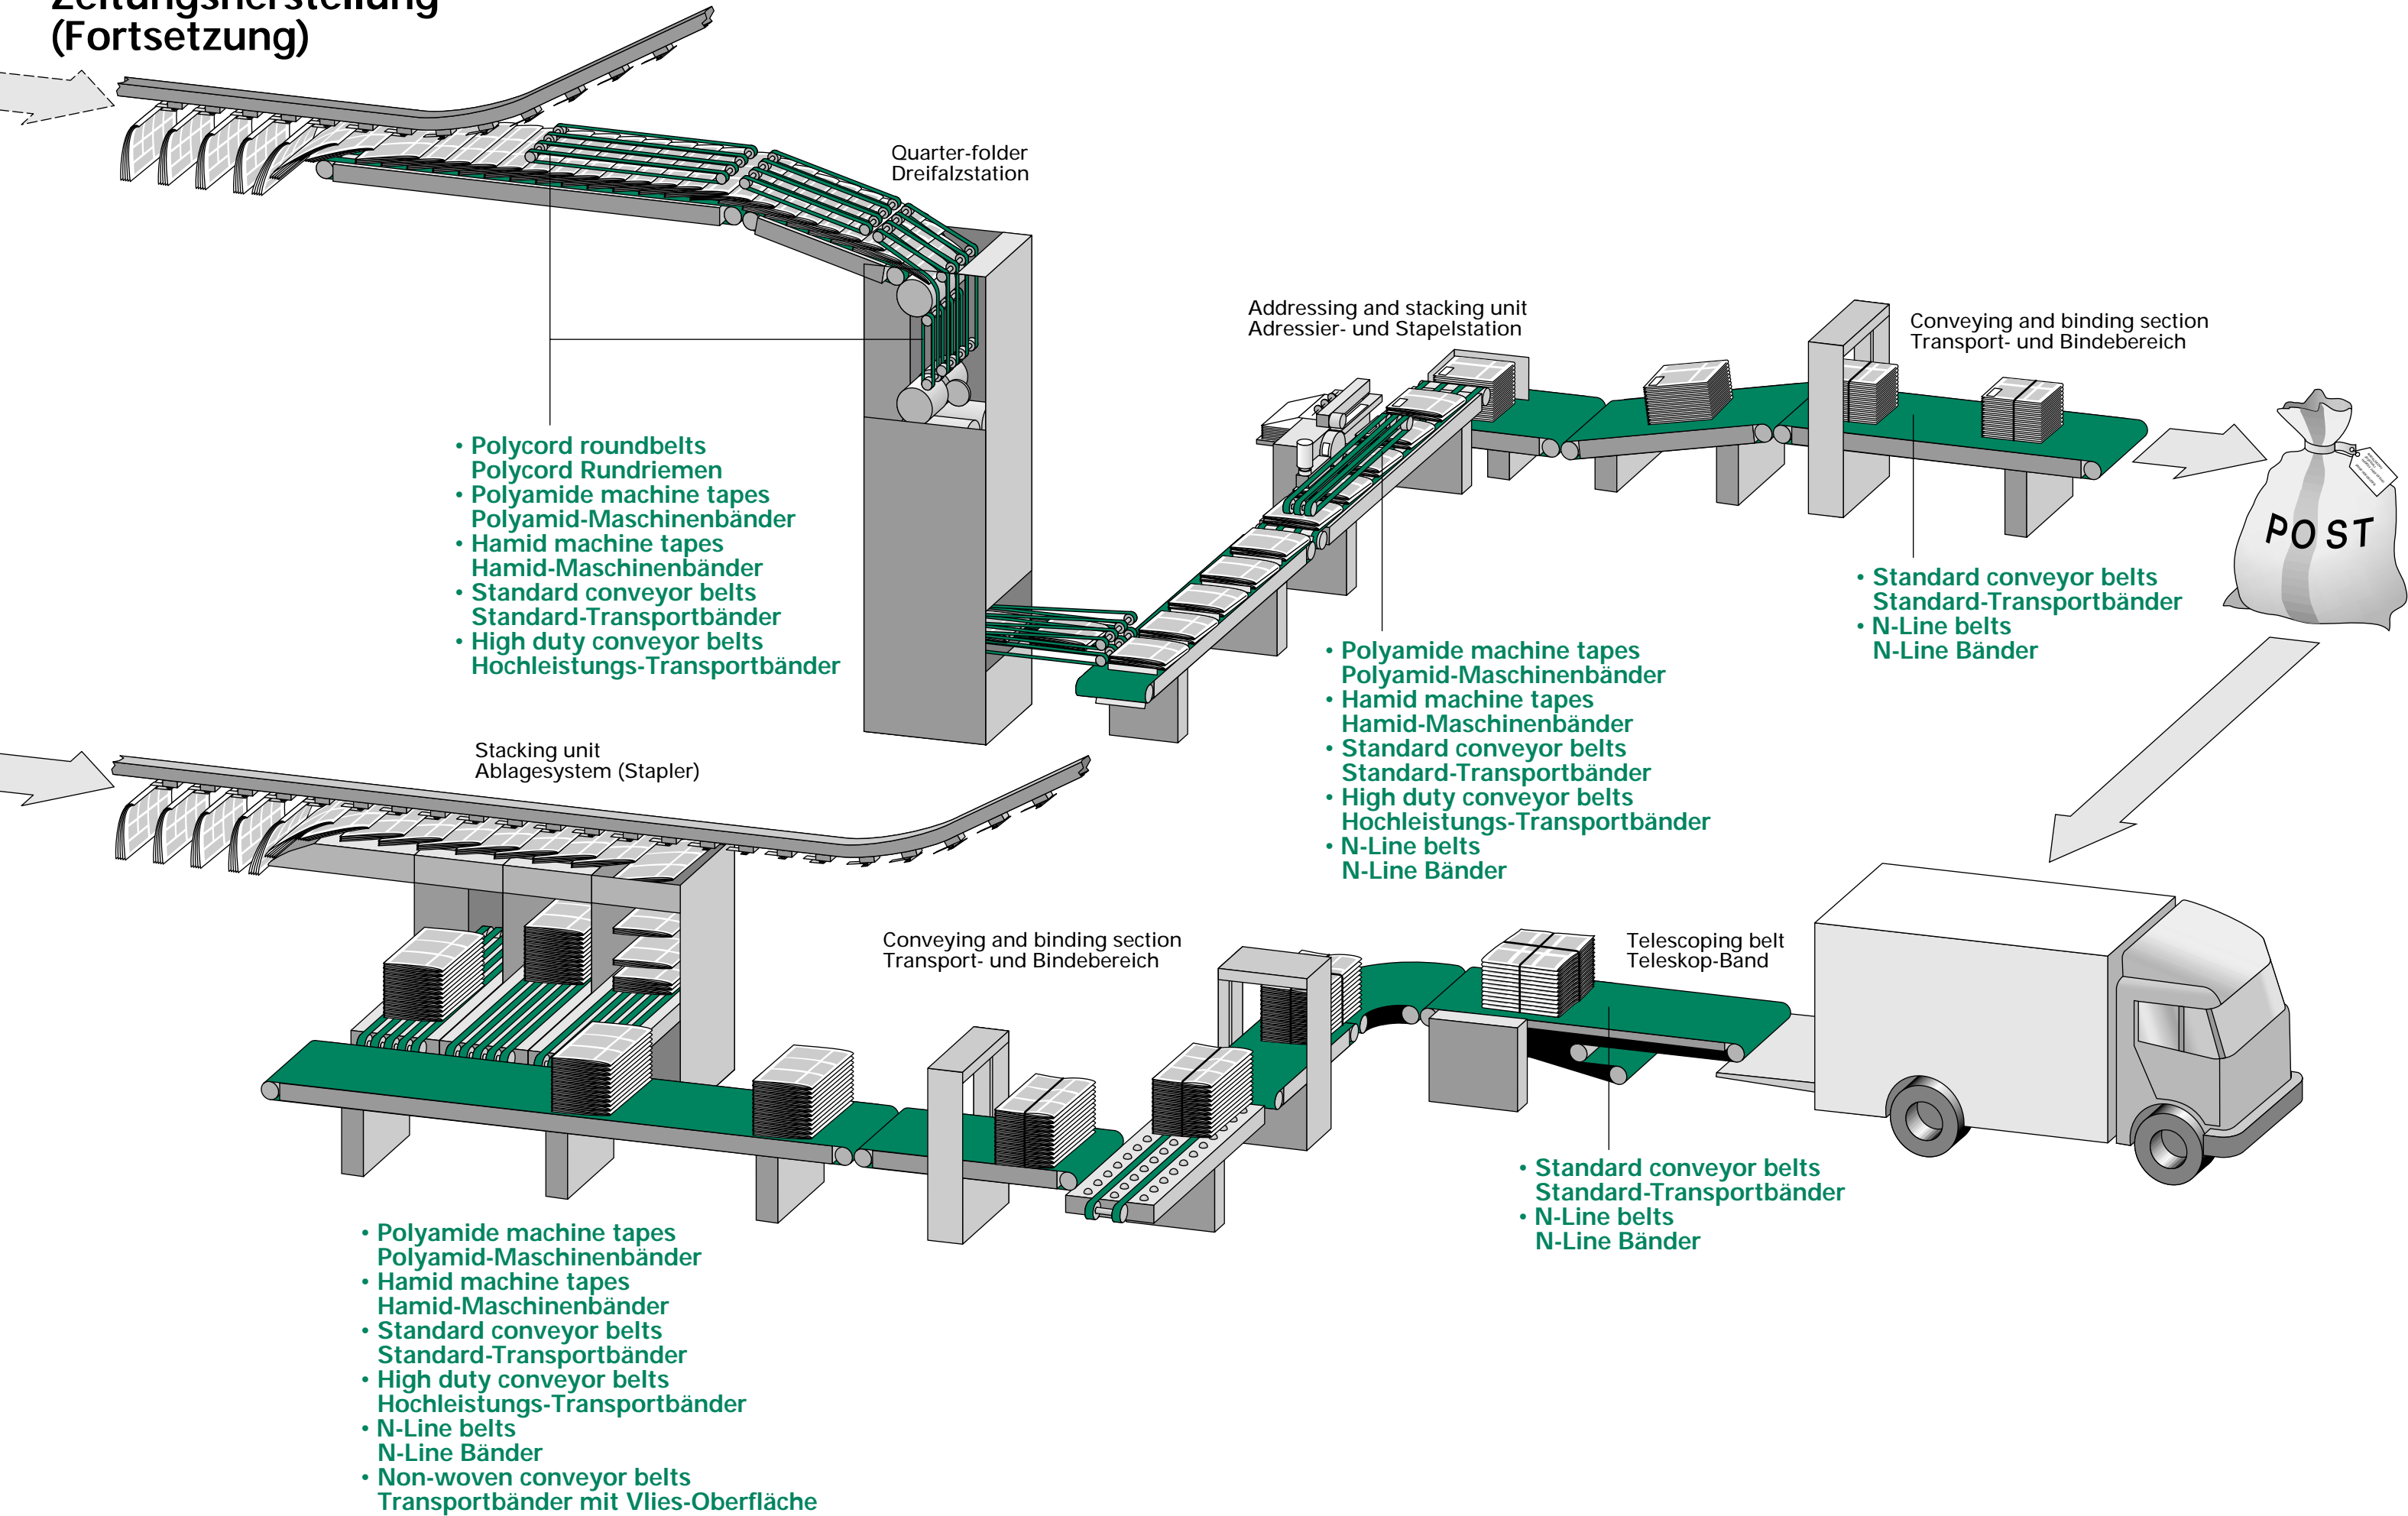 Zeitungsherstellung
(Fortsetzung)
Quarter-folder
Dreifalzstation
Addressing and stacking unit
Adressier- und Stapelstation
Conveying and binding section
Transport- und Bindebereich
• Polycord roundbelts
Polycord Rundriemen
• Polyamide machine tapes
Polyamid-Maschinenbänder
• Hamid machine tapes
Hamid-Maschinenbänder
• Standard conveyor belts
Standard-Transportbänder
• High duty conveyor belts
Hochleistungs-Transportbänder
POST
• Standard conveyor belts
Standard-Transportbänder
• N-Line belts
N-Line Bänder
• Polyamide machine tapes
Polyamid-Maschinenbänder
• Hamid machine tapes
Hamid-Maschinenbänder
• Standard conveyor belts
Standard-Transportbänder
• High duty conveyor belts
Hochleistungs-Transportbänder
• N-Line belts
N-Line Bänder
Stacking unit
Ablagesystem (Stapler)
Conveying and binding section
Transport- und Bindebereich
Telescoping belt
Teleskop-Band
• Standard conveyor belts
Standard-Transportbänder
• N-Line belts
N-Line Bänder
• Polyamide machine tapes
Polyamid-Maschinenbänder
• Hamid machine tapes
Hamid-Maschinenbänder
• Standard conveyor belts
Standard-Transportbänder
• High duty conveyor belts
Hochleistungs-Transportbänder
• N-Line belts
N-Line Bänder
• Non-woven conveyor belts
Transportbänder mit Vlies-Oberfläche